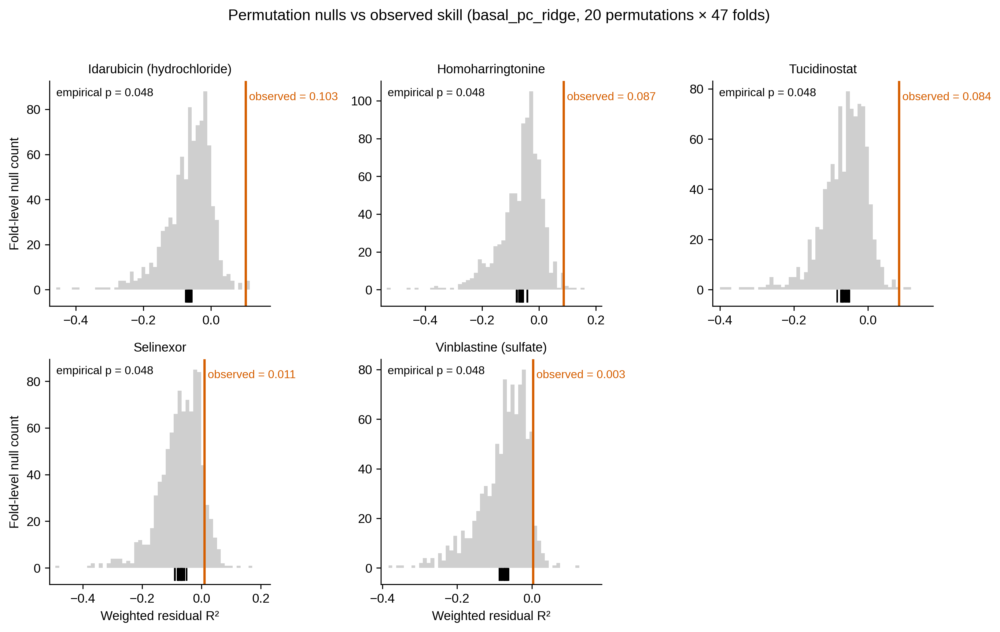 Permutation nulls vs observed skill (basal_pc_ridge, 20 permutations × 47 folds)
Idarubicin (hydrochloride)
empirical p = 0.048
observed = 0.103
Fold-level null count
80
60
40
20
0
−0.4
−0.2
0.0
Homoharringtonine
empirical p = 0.048
observed = 0.087
100
80
60
40
20
0
−0.4
−0.2
0.0
0.2
Tucidinostat
empirical p = 0.048
observed = 0.084
80
60
40
20
0
−0.4
−0.2
0.0
Selinexor
empirical p = 0.048
observed = 0.011
Fold-level null count
80
60
40
20
0
−0.4
−0.2
0.0
0.2
Weighted residual R²
Vinblastine (sulfate)
empirical p = 0.048
observed = 0.003
80
60
40
20
0
−0.4
−0.2
0.0
Weighted residual R²